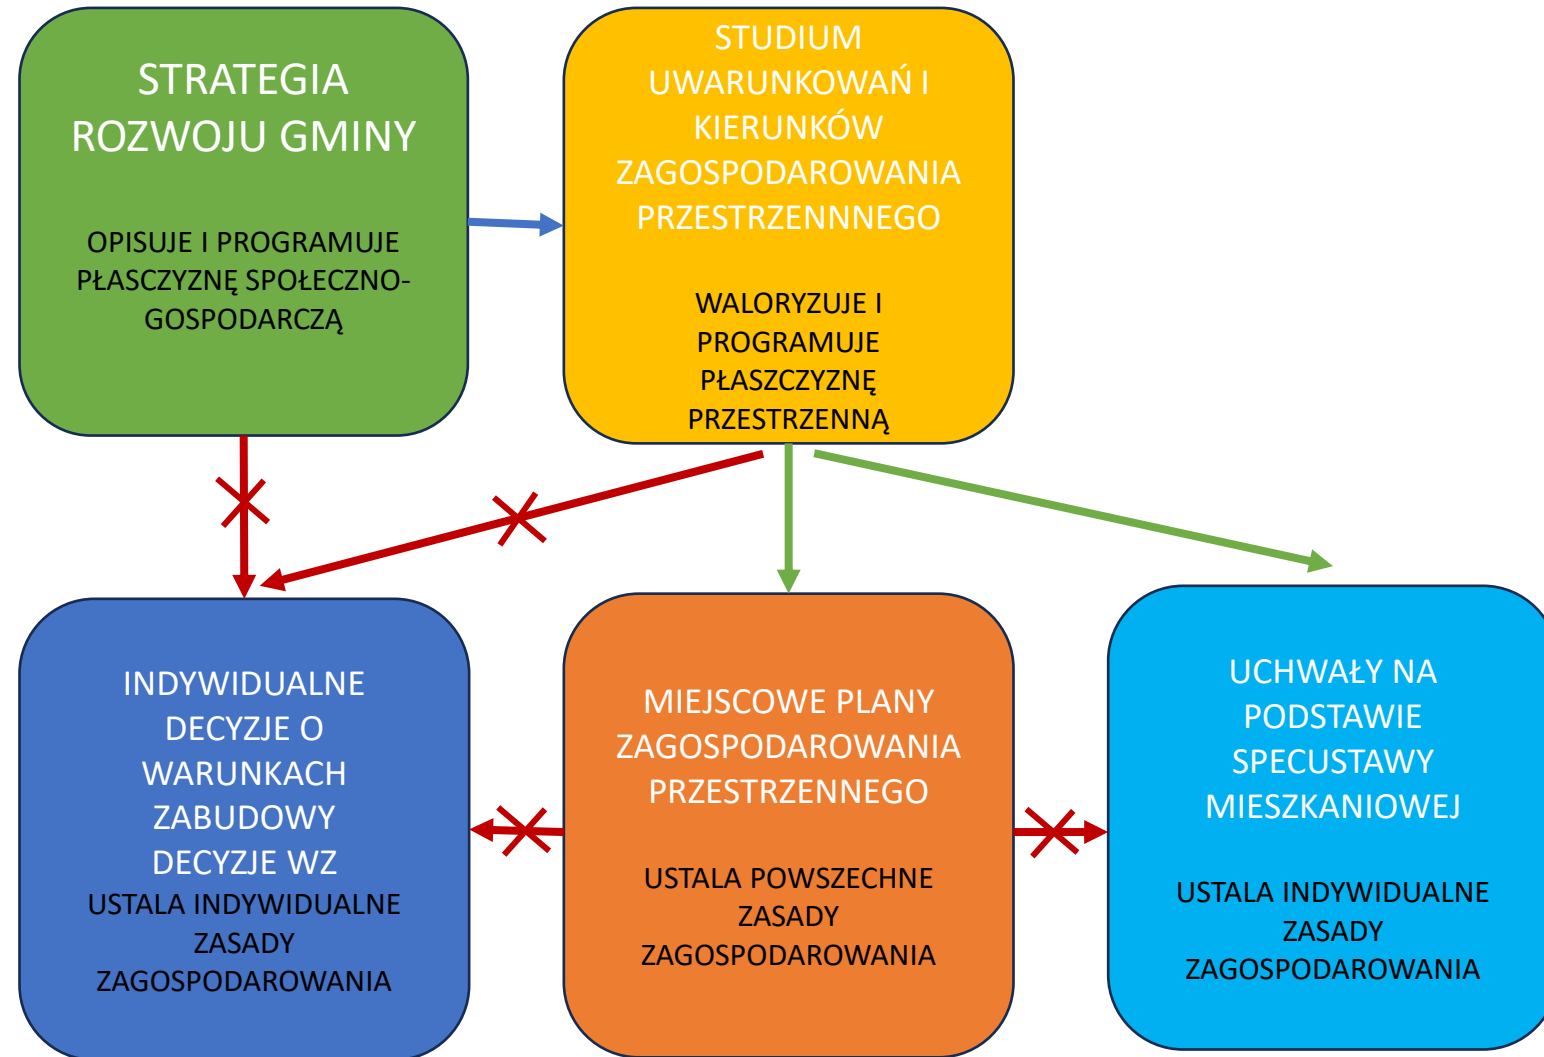 STRATEGIA
ROZWOJU GMINY
OPISUJE I PROGRAMUJE
PŁASCZYZNĘ SPOŁECZNO-
GOSPODARCZĄ
STUDIUM
UWARUNKOWAŃ I
KIERUNKÓW
ZAGOSPODAROWANIA
PRZESTRZENNNEGO
WALORYZUJE I
PROGRAMUJE
PŁASZCZYZNĘ
PRZESTRZENNĄ
INDYWIDUALNE
DECYZJE O
WARUNKACH
ZABUDOWY
DECYZJE WZ
USTALA INDYWIDUALNE
ZASADY
ZAGOSPODAROWANIA
MIEJSCOWE PLANY
ZAGOSPODAROWANIA
PRZESTRZENNEGO
USTALA POWSZECHNE
ZASADY
ZAGOSPODAROWANIA
UCHWAŁY NA
PODSTAWIE
SPECUSTAWY
MIESZKANIOWEJ
USTALA INDYWIDUALNE
ZASADY
ZAGOSPODAROWANIA